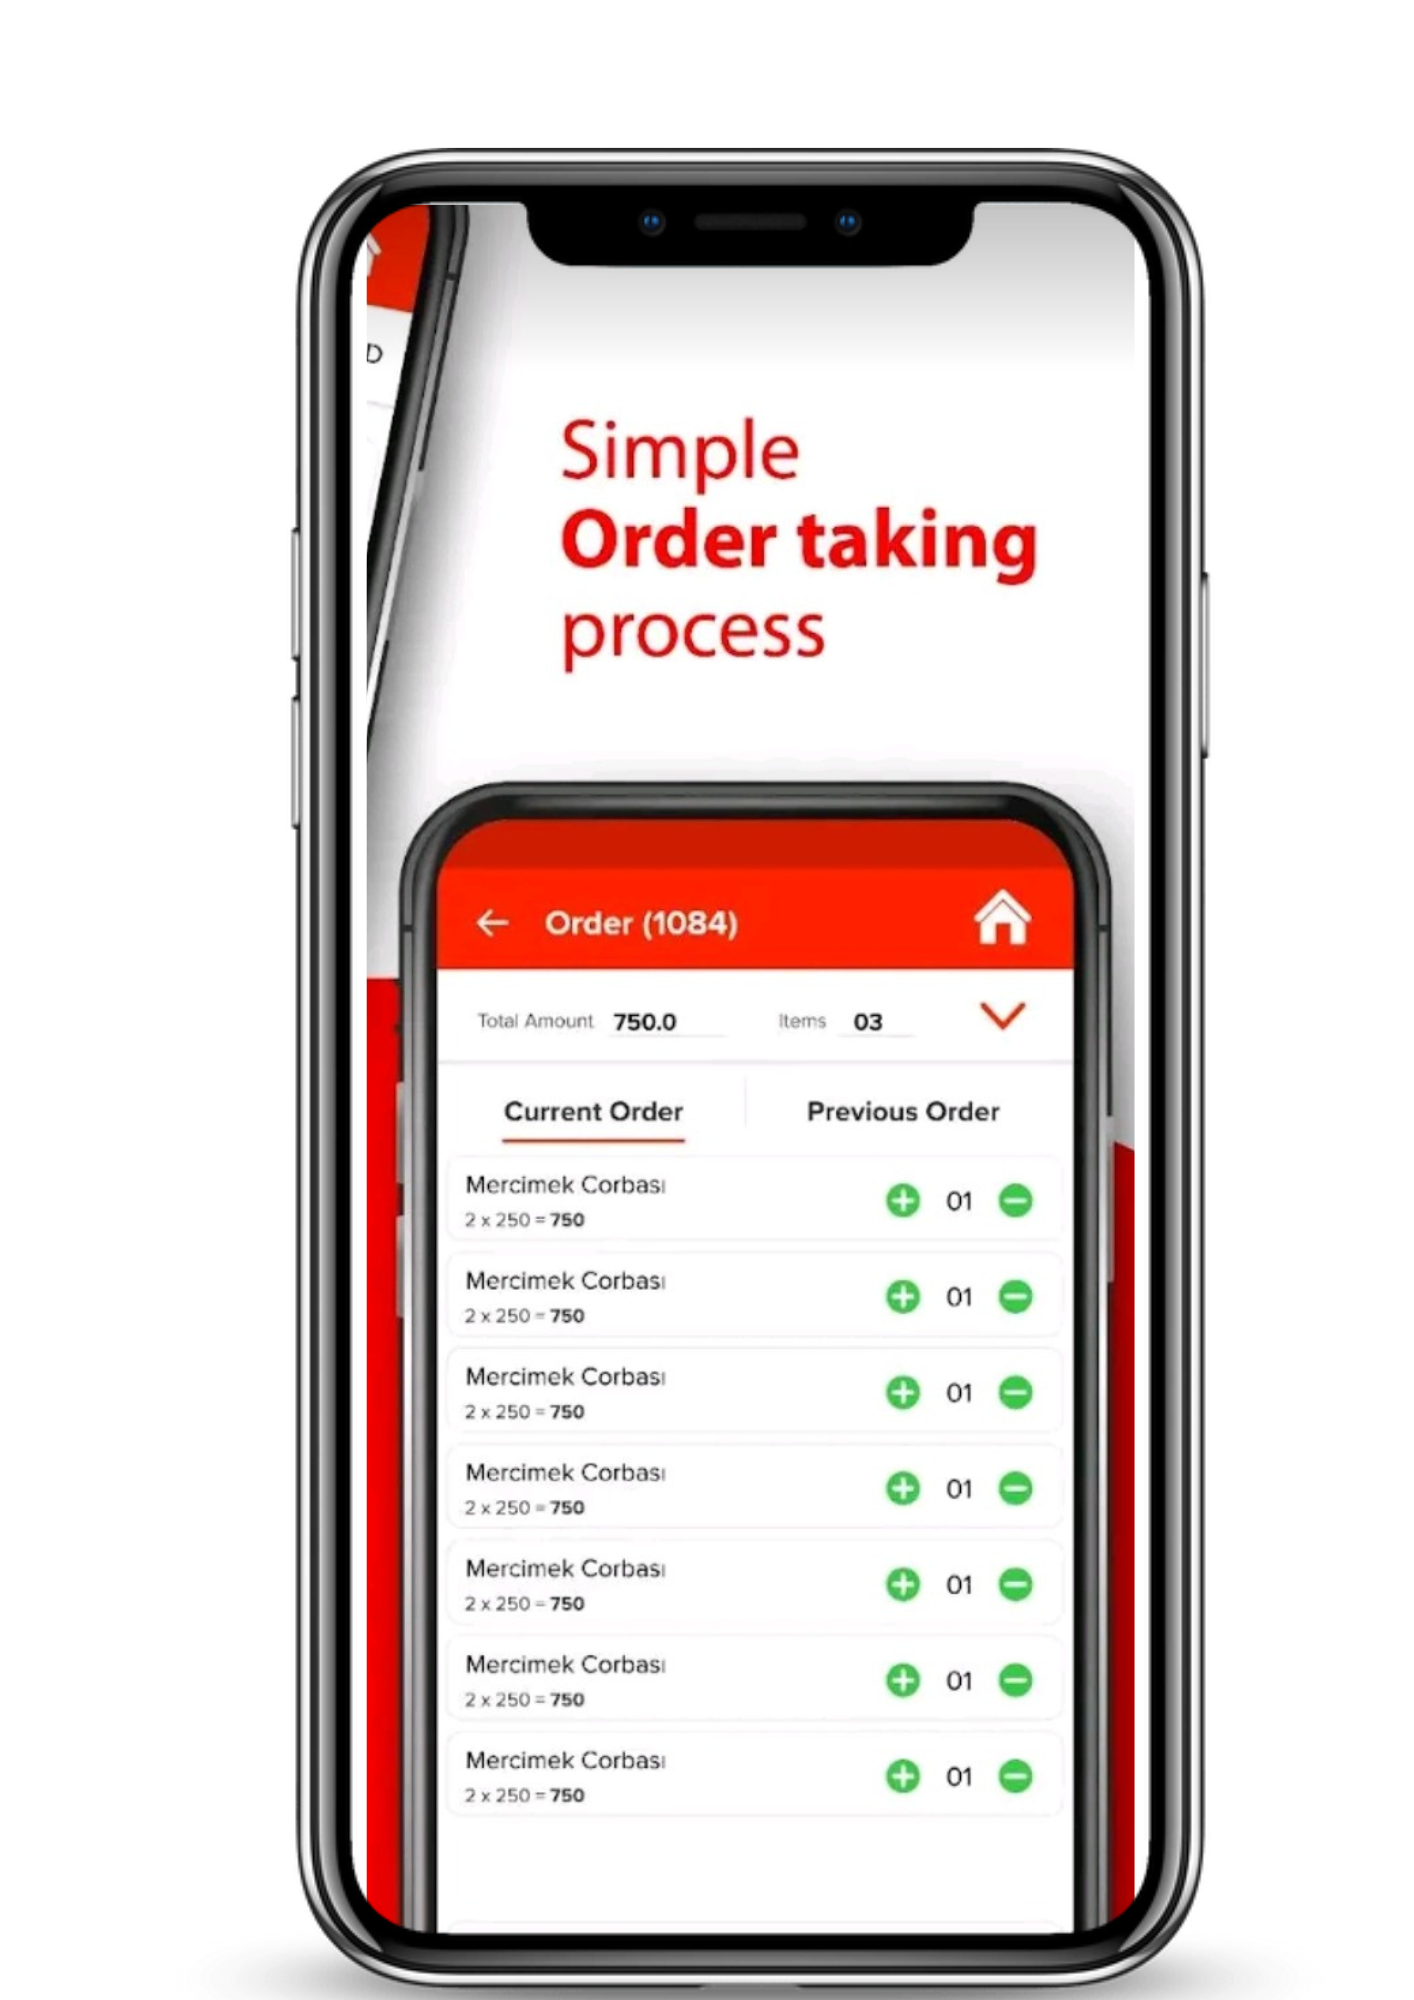 D
Simple
Order taking
process
Order (1084)
Total Amount 750.0 Items 03
Current Order Previous Order
Mercimek Corbası
2 x 250 = 750
01
Mercimek Corbası
2 x 250 = 750
01
Mercimek Corbası
2 x 250 = 750
01
Mercimek Corbası
2 x 250 = 750
01
Mercimek Corbası
2 x 250 = 750
01
Mercimek Corbası
2 x 250 = 750
01
Mercimek Corbası
2 x 250 = 750
01